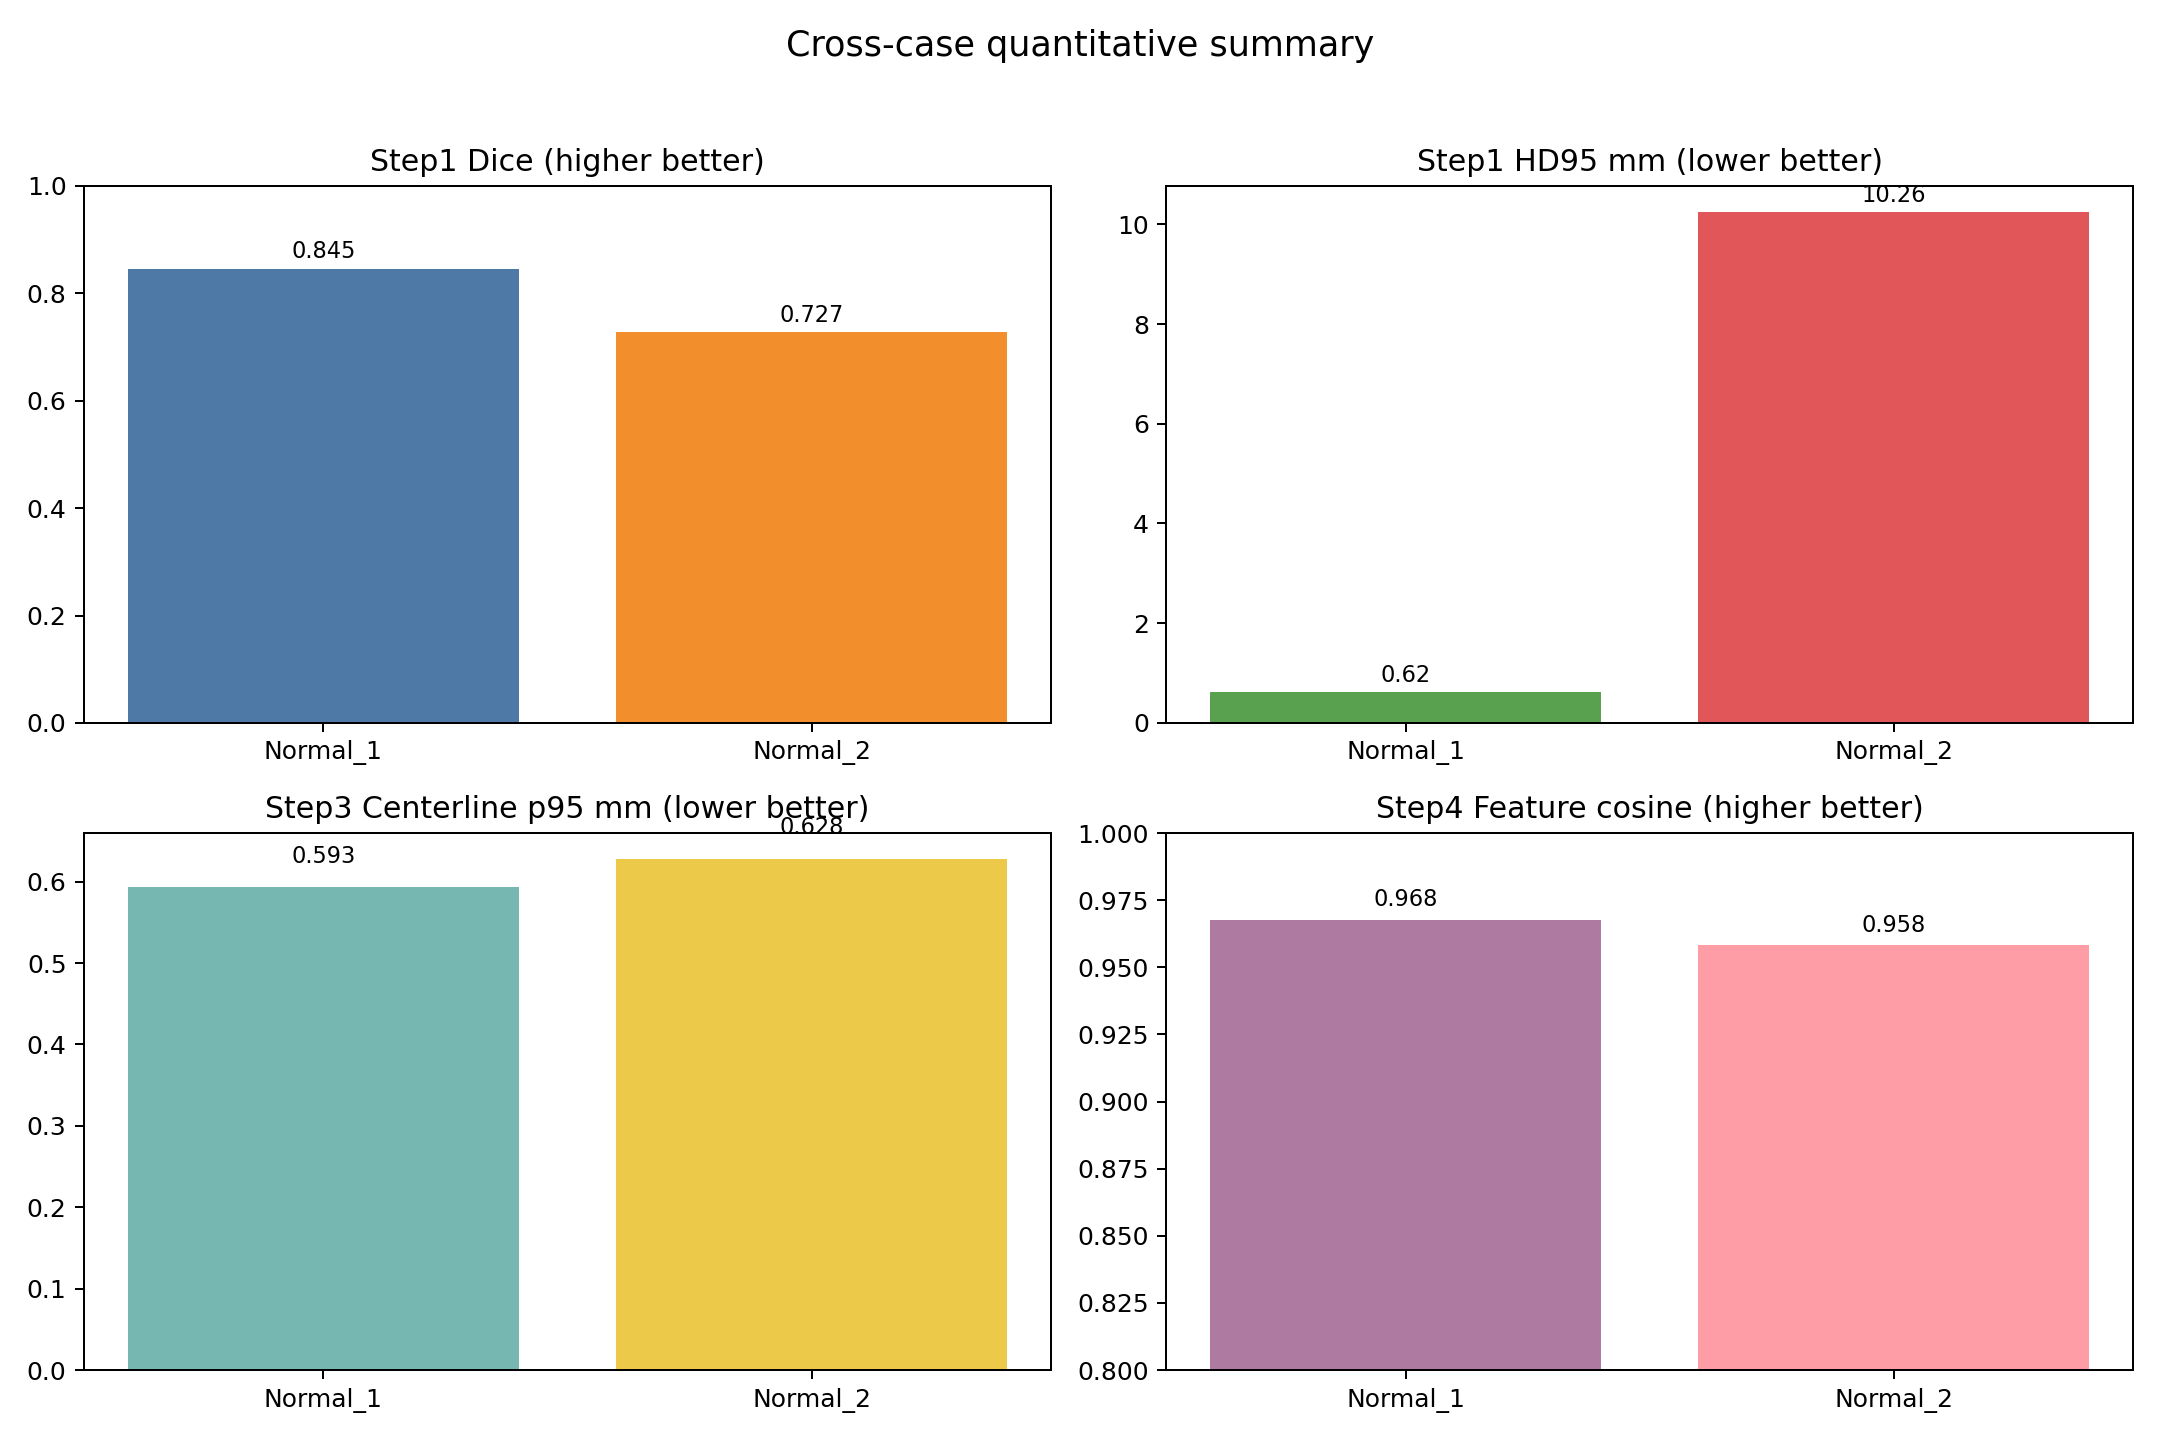 Cross-case quantitative summary
Step1 Dice (higher better)
1.0
0.8
0.6
0.4
0.2
0.0
0.845
0.727
Normal_1
Normal_2
Step1 HD95 mm (lower better)
10
8
6
4
2
0
0.62
10.26
Normal_1
Normal_2
Step3 Centerline p95 mm (lower better)
0.6
0.5
0.4
0.3
0.2
0.1
0.0
0.593
0.628
Normal_1
Normal_2
Step4 Feature cosine (higher better)
1.000
0.975
0.950
0.925
0.900
0.875
0.850
0.825
0.800
0.968
0.958
Normal_1
Normal_2